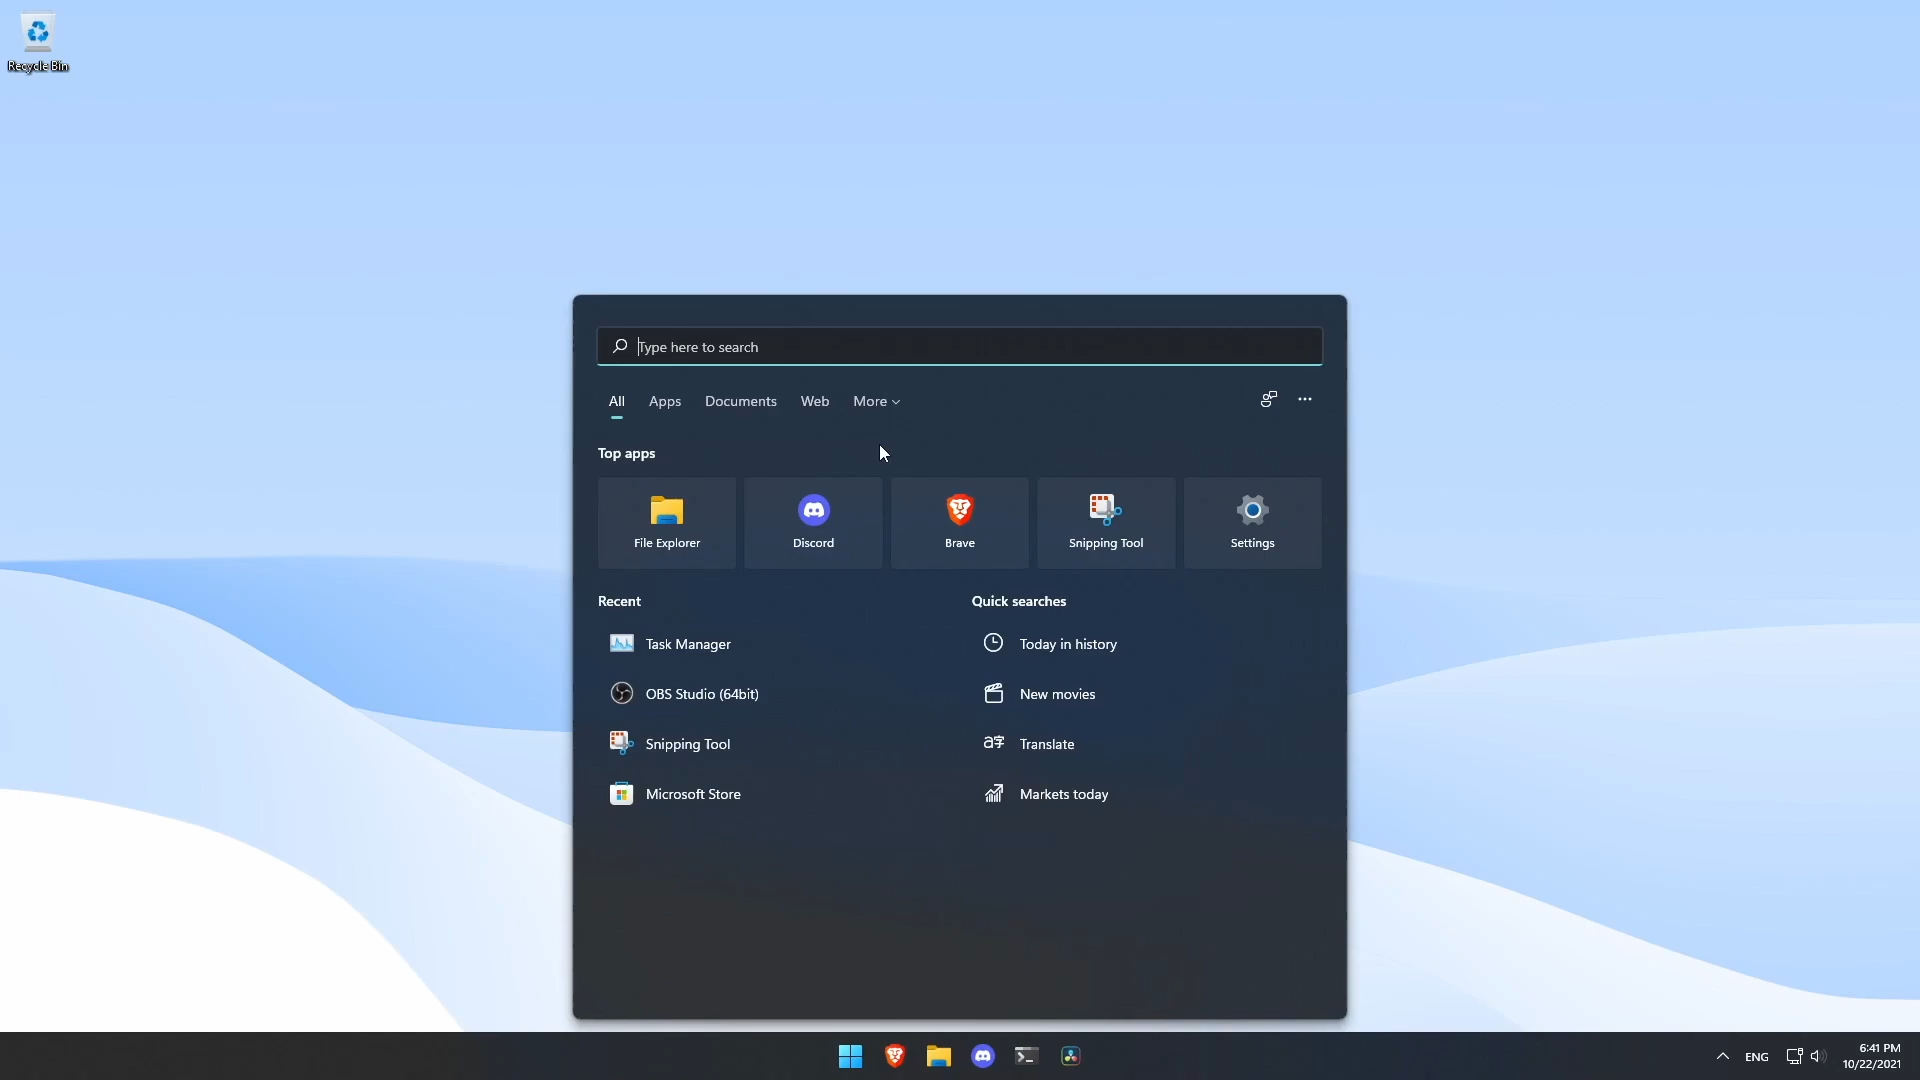 Recycle Bin
Type here to search
All Apps Documents Web More
Top apps
File Explorer Discord Brave Snipping Tool Settings
Recent Quick searches
Task Manager Today in history
OBS Studio (64bit) New movies
Snipping Tool Translate
Microsoft Store Markets today
ENG
6:41 PM
10/22/2021